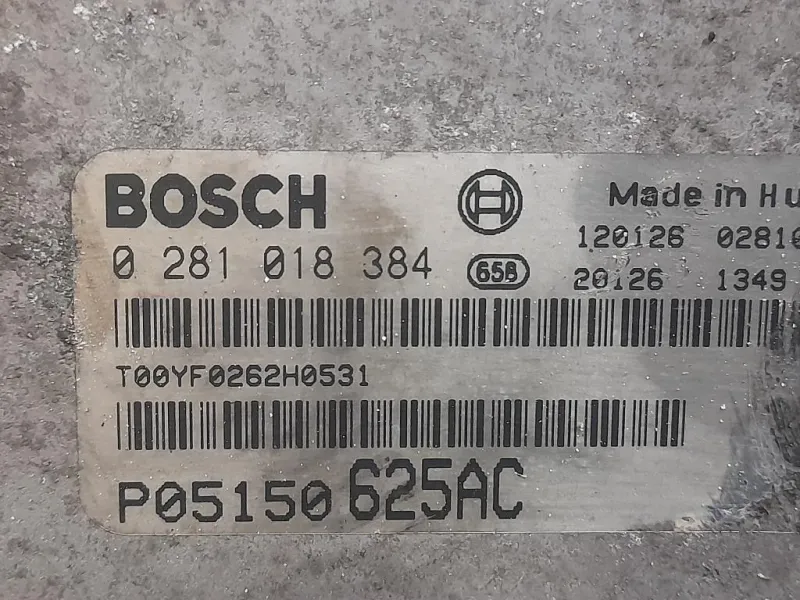 BOSCH
Made in Hu
0 281 018 384
120126 0281
658
20126 1349
T00YF0262H0531
P05150 625AC